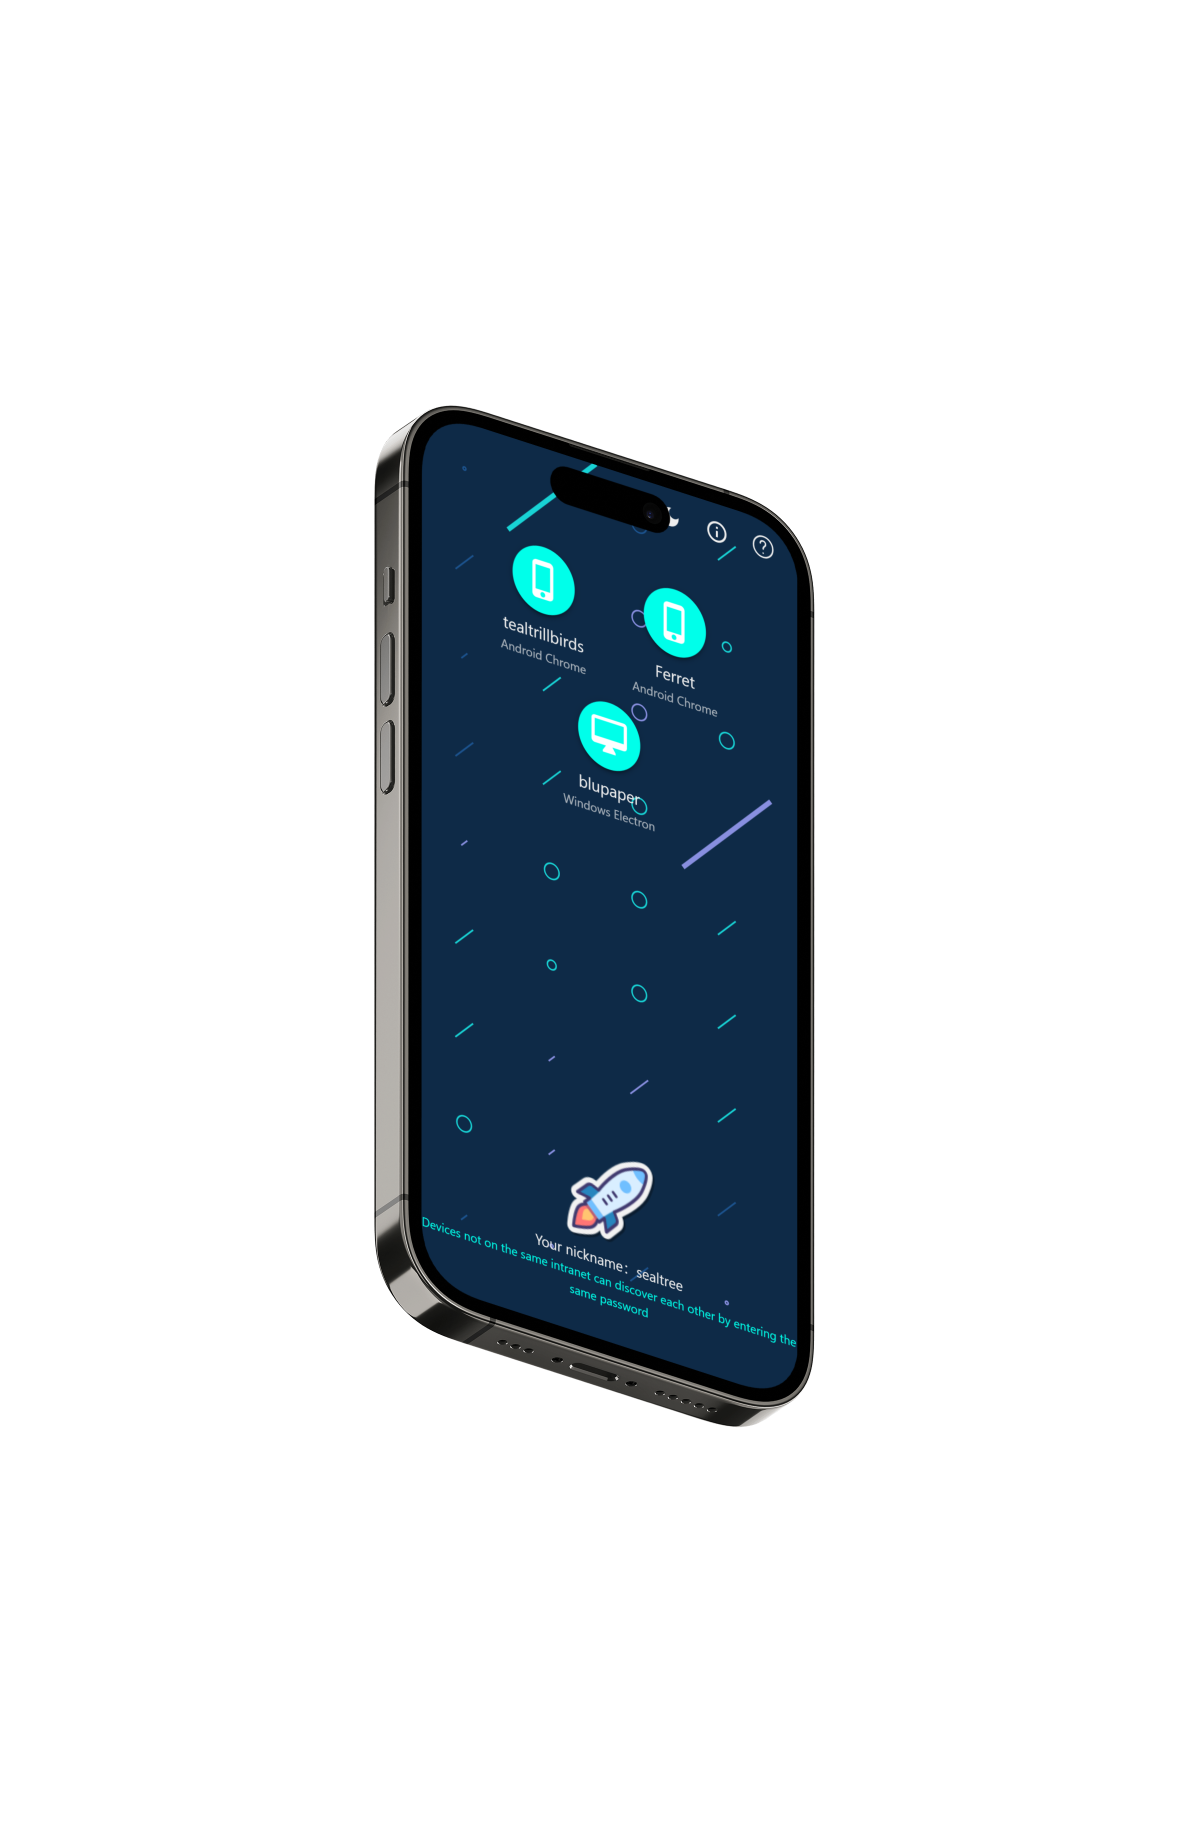 tealtrillbirds
Android Chrome
Ferret
Android Chrome
blupaper
Windows Electron
Your nickname: sealtree
Devices not on the same intranet can discover each other by entering the
same password